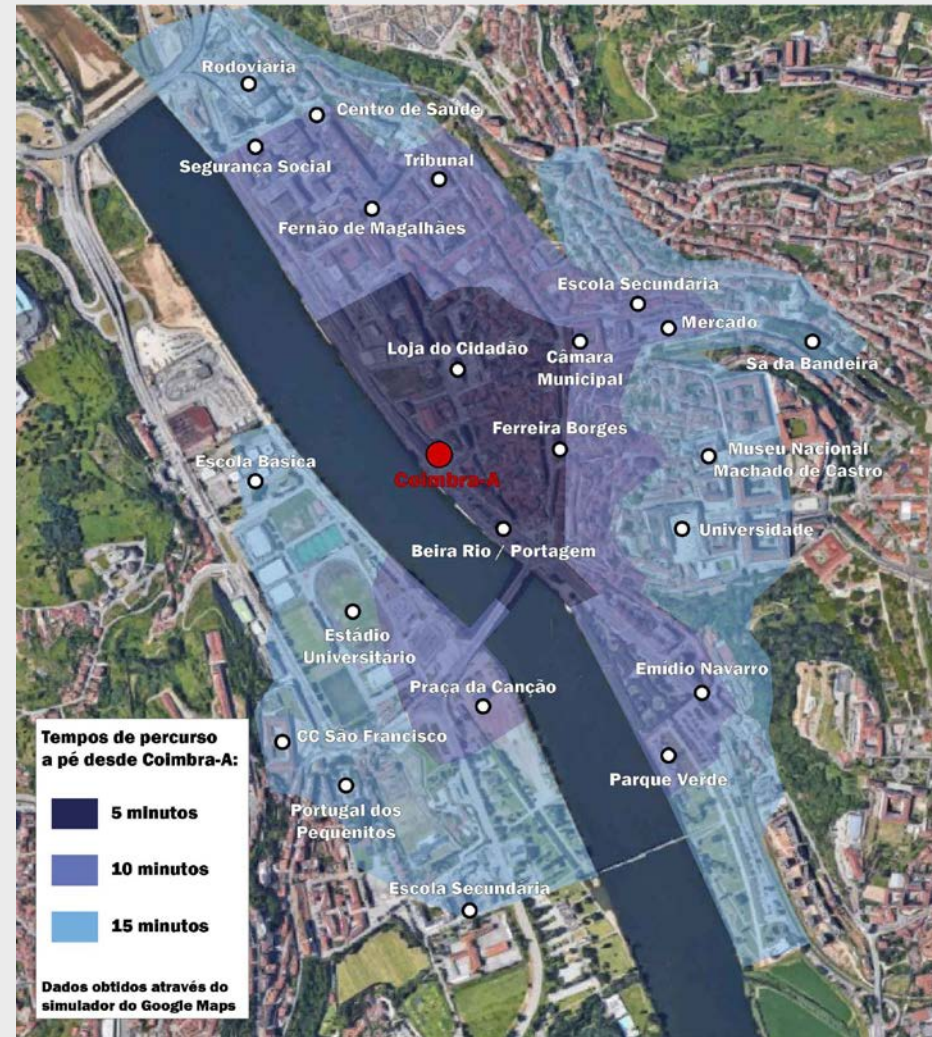 Rodoviária
Centro de Saúde
Segurança Social
Tribunal
Fernão de Magalhães
Escola Secundária
Mercado
Loja do Cidadão
Câmara
Municipal
Sá da Bandeira
Ferreira Borges
Museu Nacional
Machado de Castro
Escola Básica
Coimbra-A
Beira Rio / Portagem
Universidade
Estádio
Universitário
Emídio Navarro
Praça da Canção
CC São Francisco
Parque Verde
Portugal dos
Pequenitos
Escola Secundária
Tempos de percurso
a pé desde Coimbra-A:
5 minutos
10 minutos
15 minutos
Dados obtidos através do
simulador do Google Maps